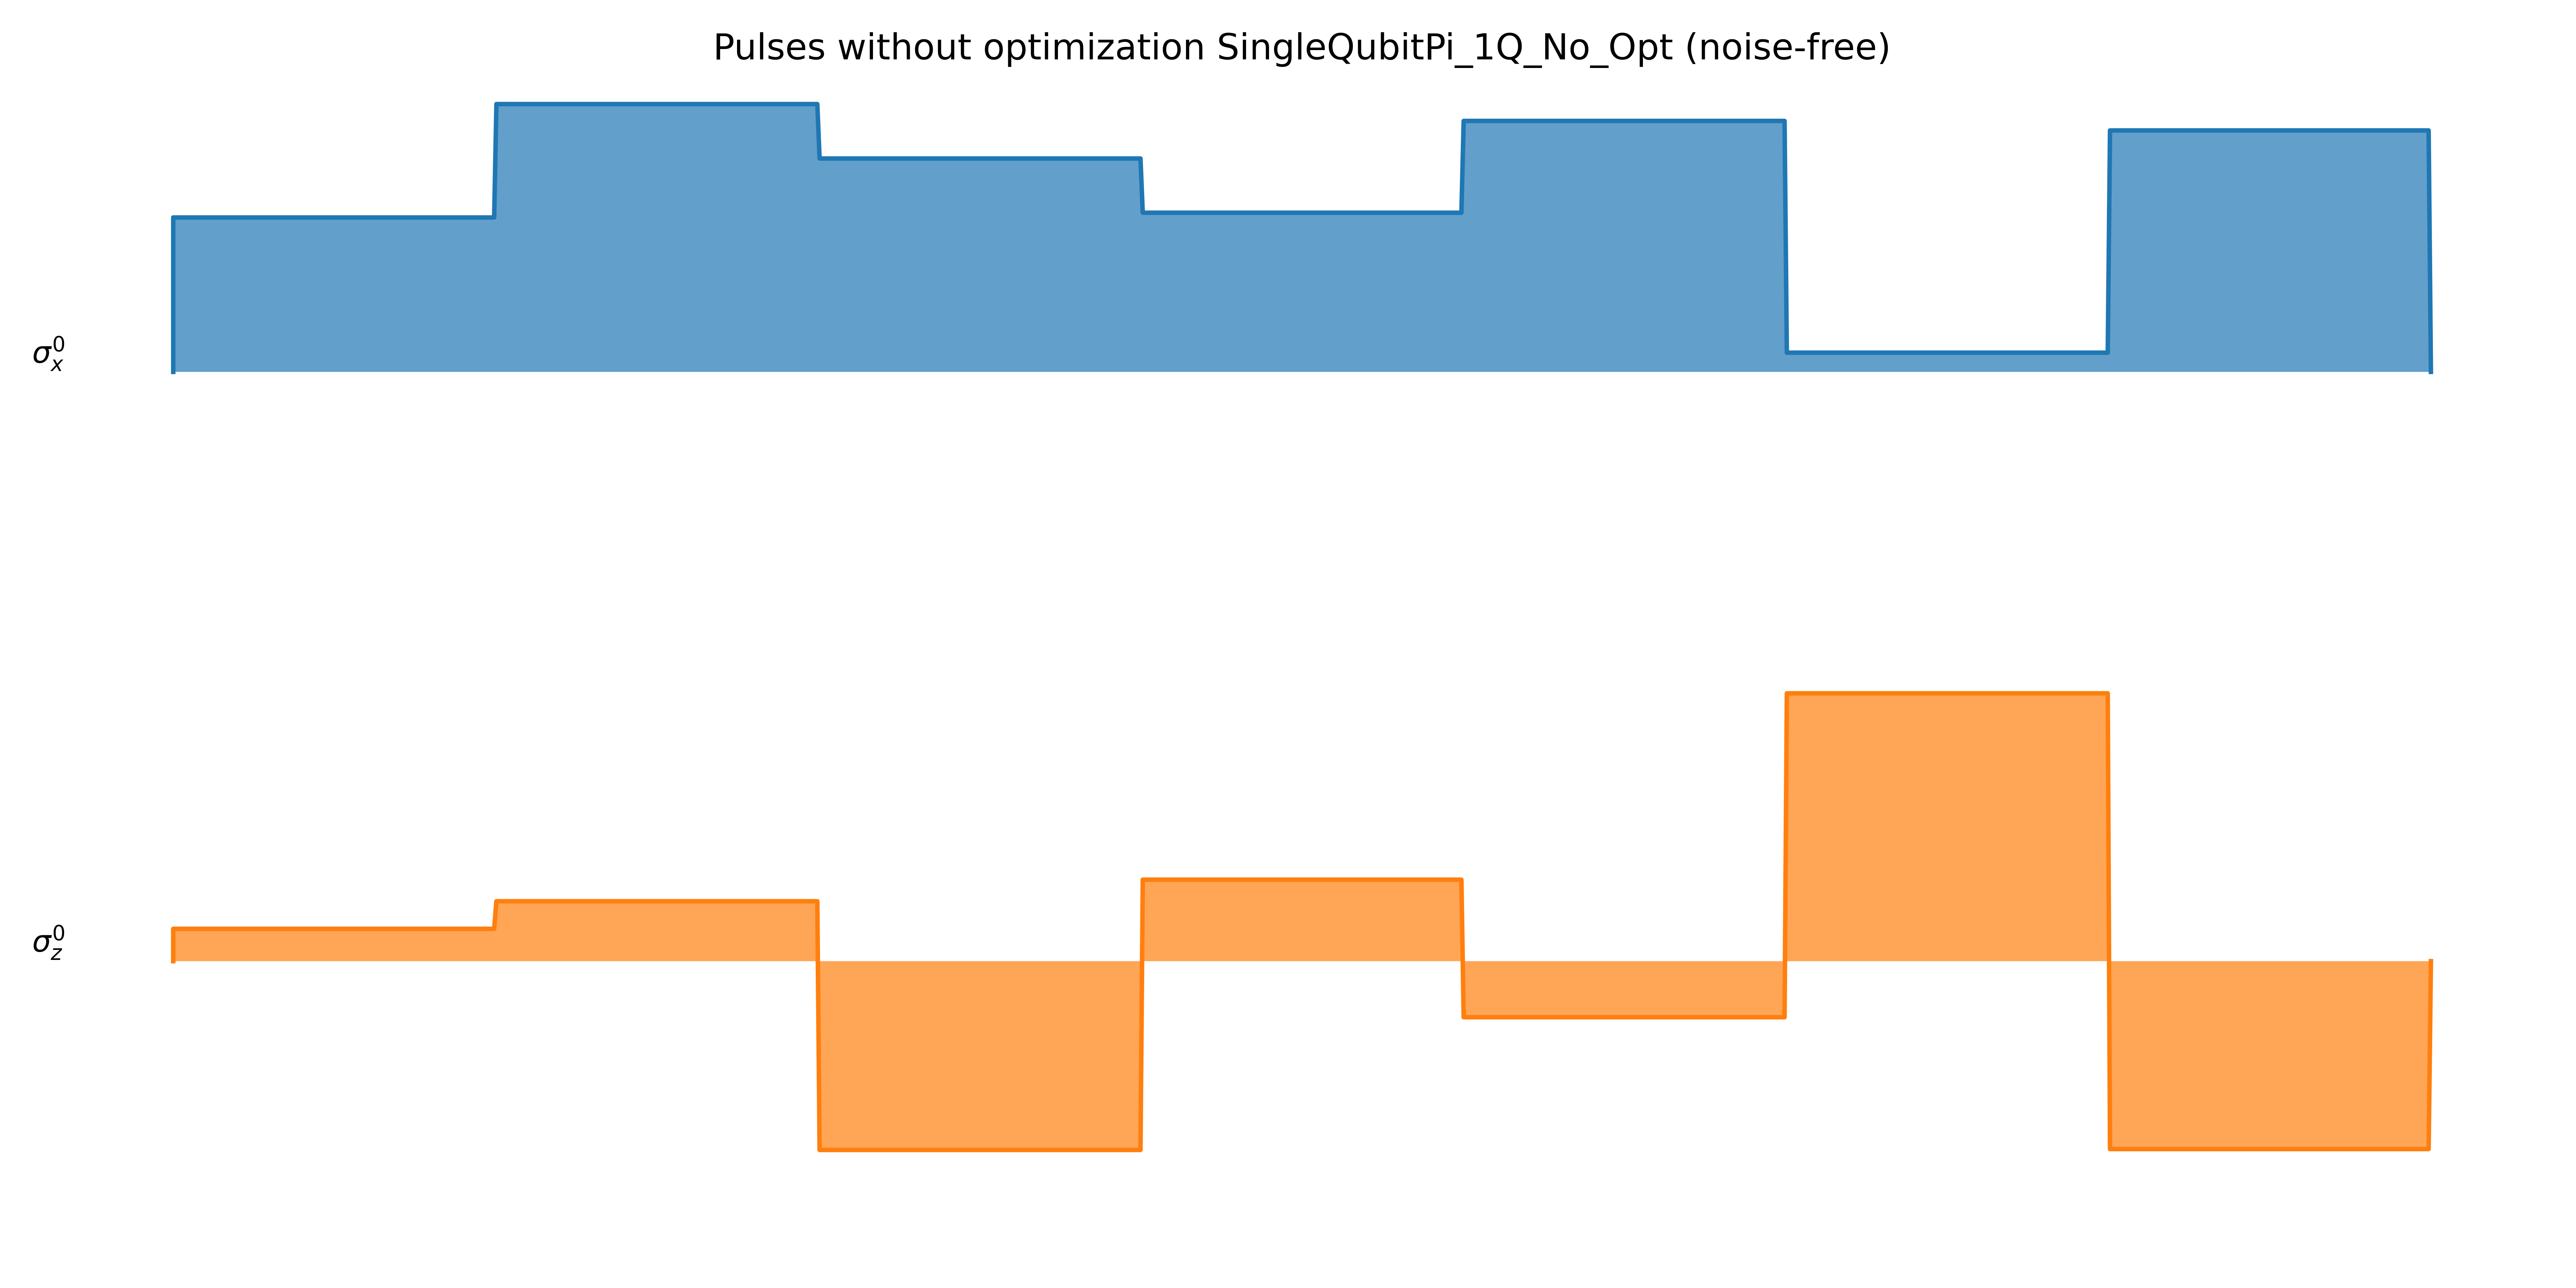 Pulses without optimization SingleQubitPi_1Q_No_Opt (noise-free)
σ_x^0
σ_z^0